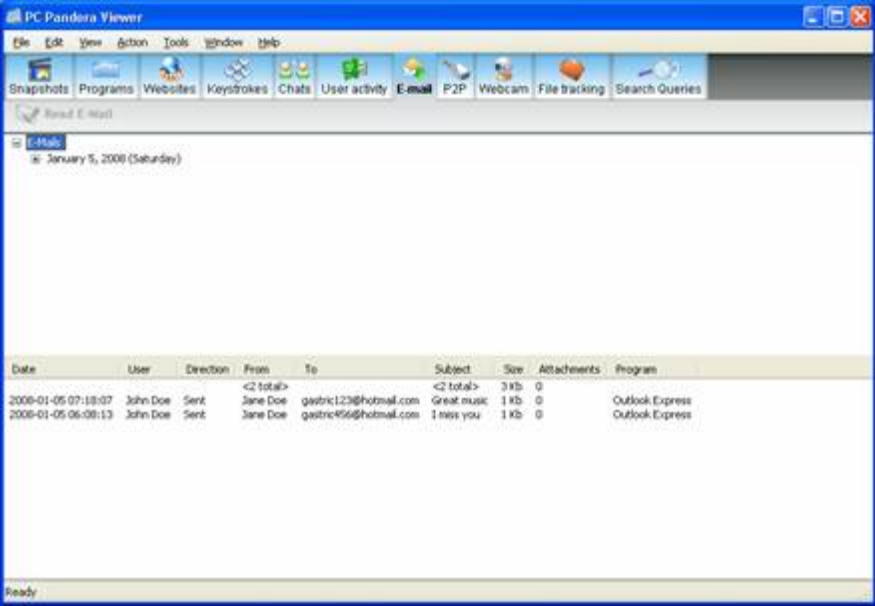 PC Pandora Viewer
File Edit View Action Tools Window Help
Snapshots Programs Websites Keystrokes Chats User activity E-mail P2P Webcam File tracking Search Queries
Read E-Mail
E-Mails
January 5, 2008 (Saturday)
Date User Direction From To Subject Size Attachments Program
<2 total> <2 total> 3 Kb 0
2008-01-05 07:18:07 John Doe Sent Jane Doe gastric123@hotmail.com Great music 1 Kb 0 Outlook Express
2008-01-05 06:08:13 John Doe Sent Jane Doe gastric456@hotmail.com I miss you 1 Kb 0 Outlook Express
Ready